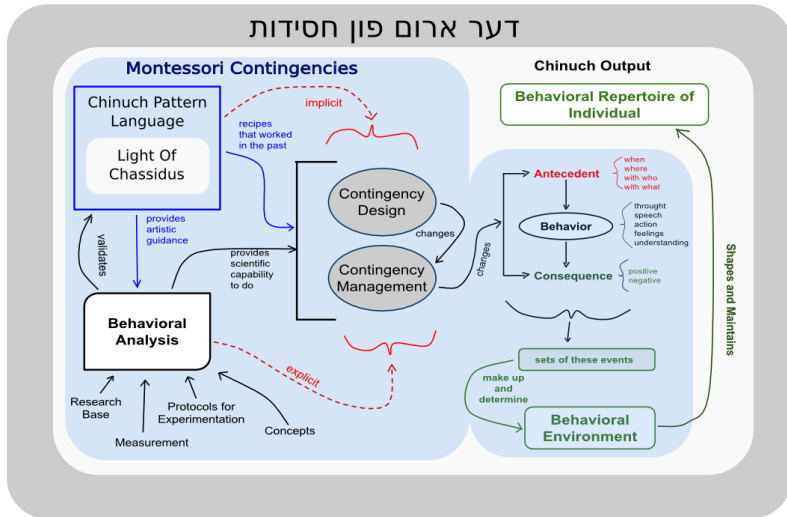 דער ארום פון חסידות
Montessori Contingencies
Chinuch Pattern
Language
Light Of
Chassidus
implicit
recipes
that worked
in the past
provides
artistic
guidance
validates
provides
scientific
capability
to do
Behavioral
Analysis
explicit
Research
Base
Measurement
Protocols for
Experimentation
Concepts
Contingency
Design
changes
Contingency
Management
changes
Chinuch Output
Behavioral Repertoire of
Individual
Antecedent
when
where
with who
with what
Behavior
throught
speech
action
feelings
understanding
Consequence
positive
negative
sets of these events
make up
and
determine
Behavioral
Environment
Shapes and Maintains